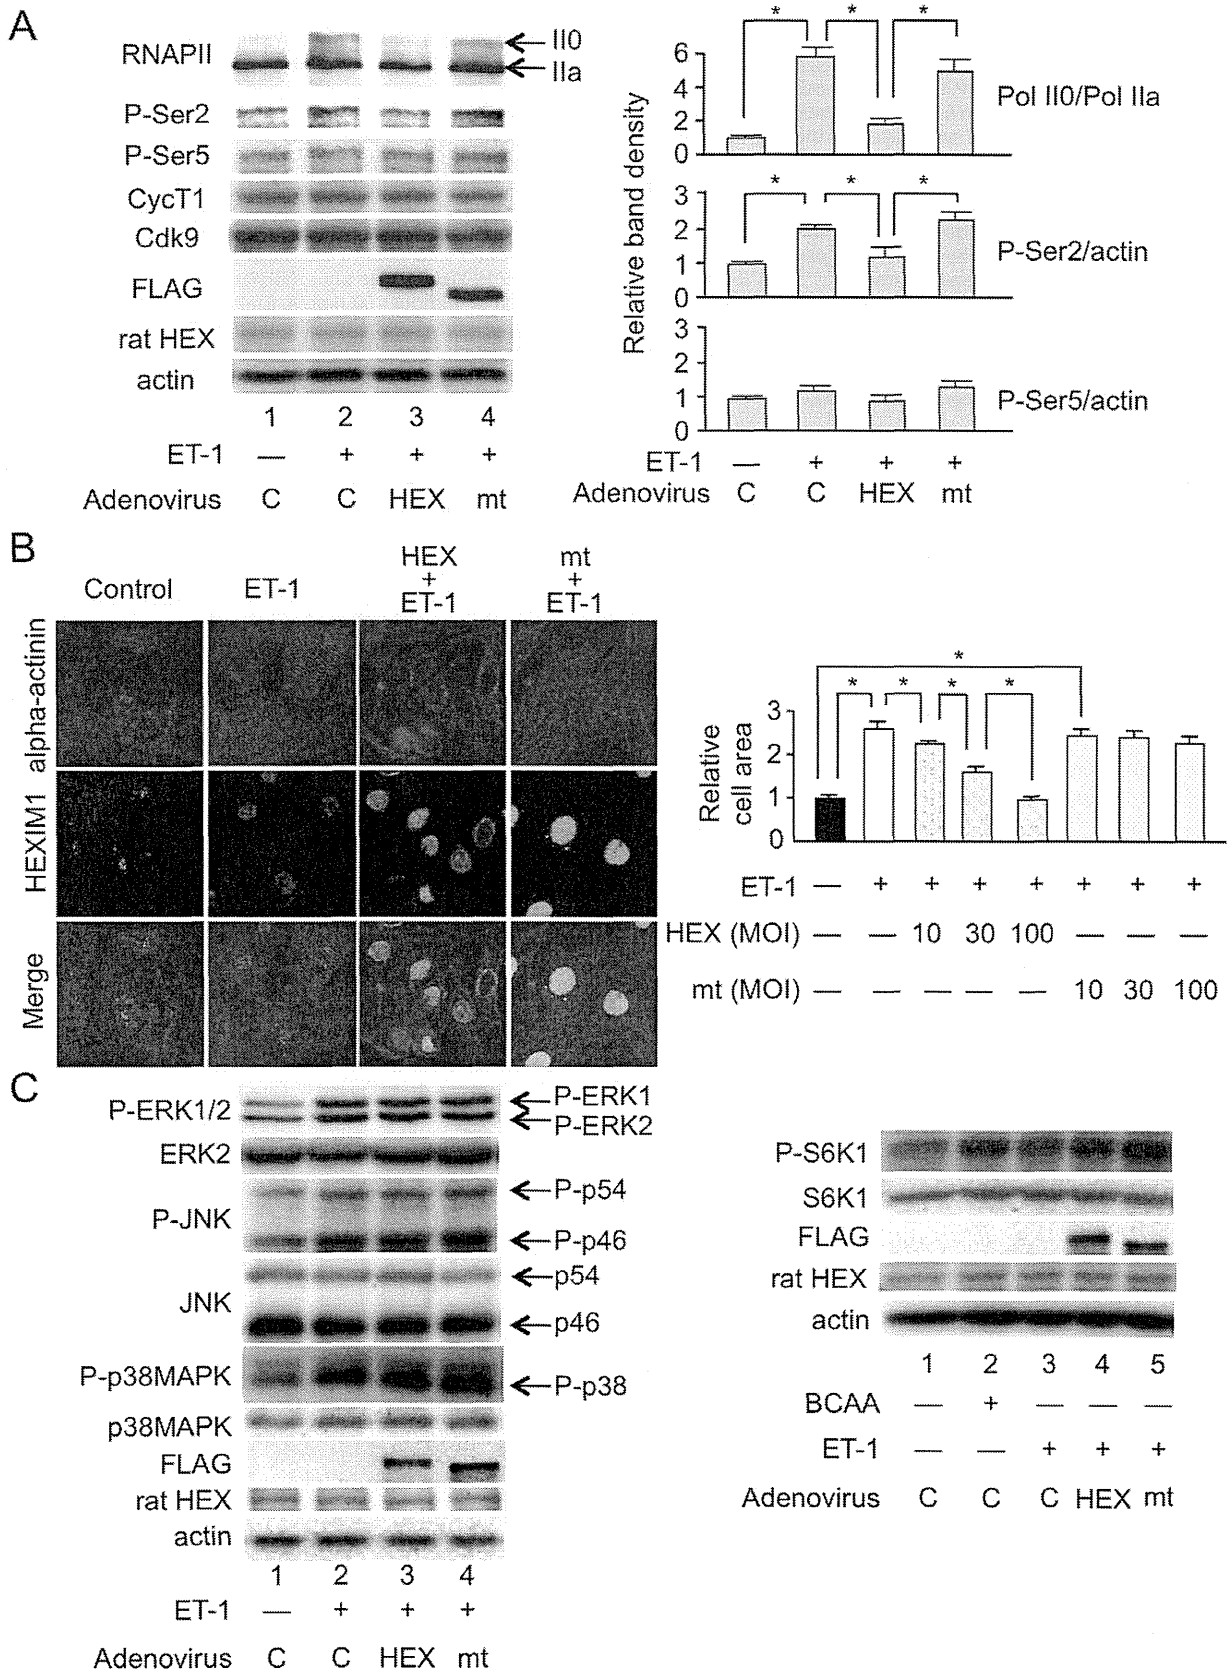 A
RNAPII
II0
IIa
P-Ser2
P-Ser5
CycT1
Cdk9
FLAG
rat HEX
actin
1 2 3 4
ET-1 — + + +
Adenovirus C C HEX mt
Relative band density
* * *
6
4
2
0
Pol II0/Pol IIa
* * *
3
2
1
0
P-Ser2/actin
3
2
1
0
P-Ser5/actin
ET-1 — + + +
Adenovirus C C HEX mt
B
Control ET-1 HEX + ET-1 mt + ET-1
alpha-actinin
HEXIM1
Merge
*
* * * *
Relative cell area
3
2
1
0
ET-1 — + + + + + + +
HEX (MOI) — — 10 30 100 — — —
mt (MOI) — — — — — 10 30 100
C
P-ERK1/2
P-ERK1
P-ERK2
ERK2
P-JNK
P-p54
P-p46
JNK
p54
p46
P-p38MAPK
P-p38
p38MAPK
FLAG
rat HEX
actin
1 2 3 4
ET-1 — + + +
Adenovirus C C HEX mt
P-S6K1
S6K1
FLAG
rat HEX
actin
1 2 3 4 5
BCAA — + — — —
ET-1 — — + + +
Adenovirus C C C HEX mt